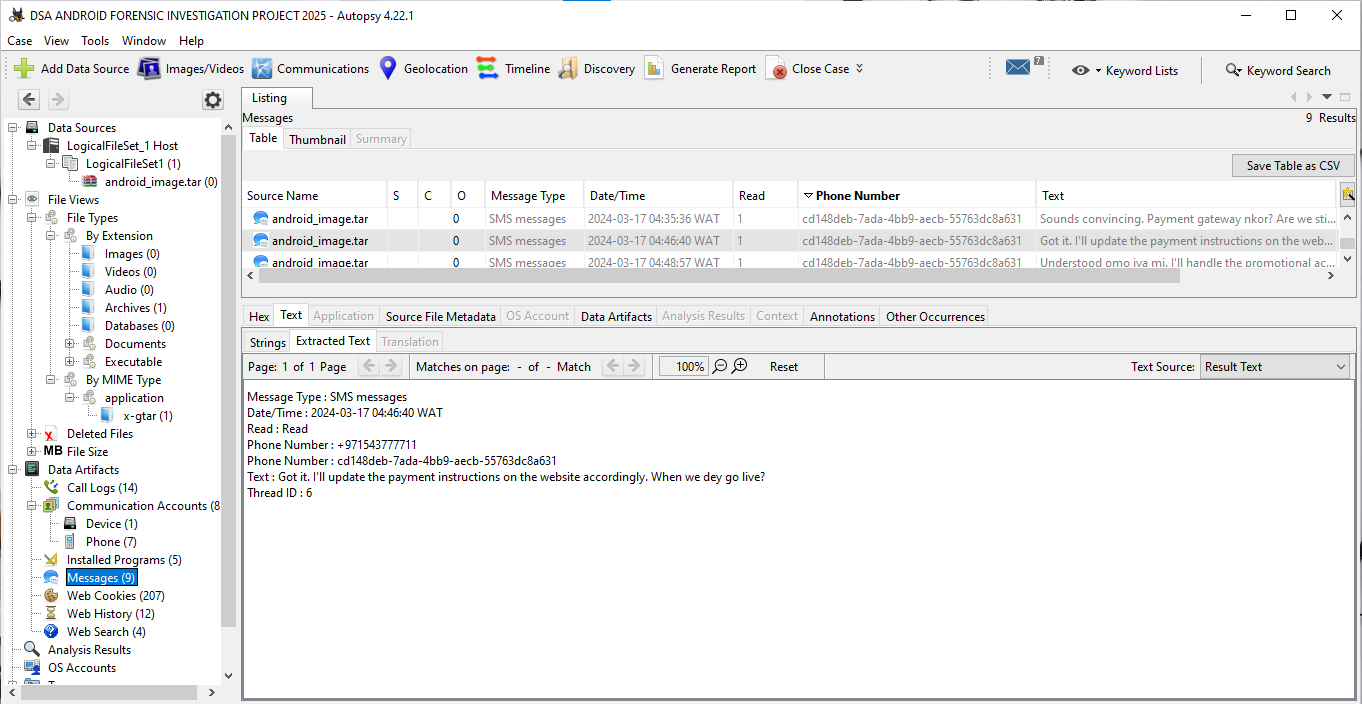 DSA ANDROID FORENSIC INVESTIGATION PROJECT 2025 - Autopsy 4.22.1
Case View Tools Window Help
Add Data Source Images/Videos Communications Geolocation Timeline Discovery Generate Report Close Case 7 Keyword Lists Keyword Search
Listing
Messages 9 Results
Table Thumbnail Summary
Save Table as CSV
Source Name S C O Message Type Date/Time Read Phone Number Text
android_image.tar 0 SMS messages 2024-03-17 04:35:36 WAT 1 cd148deb-7ada-4bb9-aecb-55763dc8a631 Sounds convincing. Payment gateway nkor? Are we sti...
android_image.tar 0 SMS messages 2024-03-17 04:46:40 WAT 1 cd148deb-7ada-4bb9-aecb-55763dc8a631 Got it. I'll update the payment instructions on the web...
android_image.tar 0 SMS messages 2024-03-17 04:48:57 WAT 1 cd148deb-7ada-4bb9-aecb-55763dc8a631 Understood omo iya mi. I'll handle the promotional ac...
Data Sources
LogicalFileSet_1 Host
LogicalFileSet1 (1)
android_image.tar (0)
File Views
File Types
By Extension
Images (0)
Videos (0)
Audio (0)
Archives (1)
Databases (0)
Documents
Executable
By MIME Type
application
x-gtar (1)
Deleted Files
MB File Size
Data Artifacts
Call Logs (14)
Communication Accounts (8
Device (1)
Phone (7)
Installed Programs (5)
Messages (9)
Web Cookies (207)
Web History (12)
Web Search (4)
Analysis Results
OS Accounts
Hex Text Application Source File Metadata OS Account Data Artifacts Analysis Results Context Annotations Other Occurrences
Strings Extracted Text Translation
Page: 1 of 1 Page Matches on page: - of - Match 100% Reset Text Source: Result Text
Message Type : SMS messages
Date/Time : 2024-03-17 04:46:40 WAT
Read : Read
Phone Number : +971543777711
Phone Number : cd148deb-7ada-4bb9-aecb-55763dc8a631
Text : Got it. I'll update the payment instructions on the website accordingly. When we dey go live?
Thread ID : 6